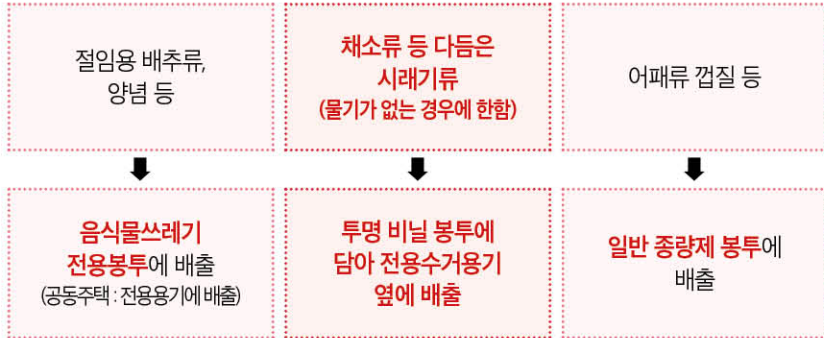 절임용 배추류,
양념 등
채소류 등 다듬은
시래기류
(물기가 없는 경우에 한함)
어패류 껍질 등
음식물쓰레기
전용봉투에 배출
(공동주택 : 전용용기에 배출)
투명 비닐 봉투에
담아 전용수거용기
옆에 배출
일반 종량제 봉투에
배출